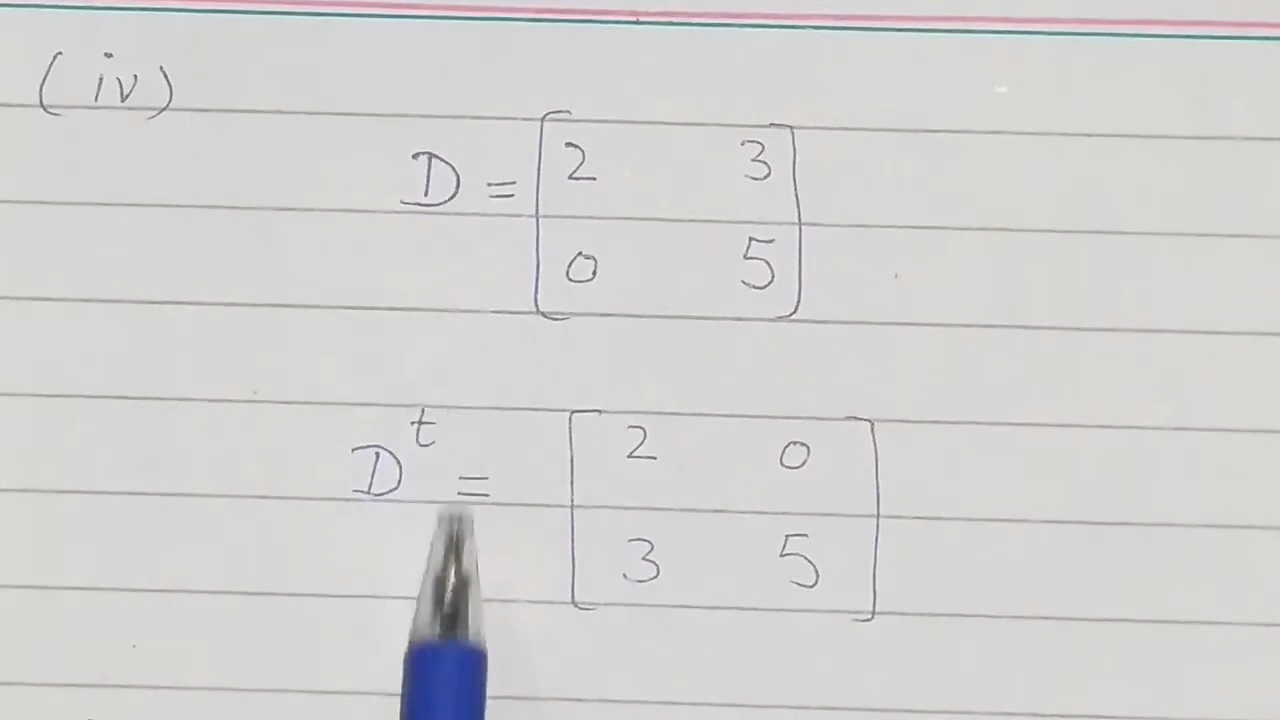 (iv)
D = [2 3
0 5]
D^t = [2 0
3 5]